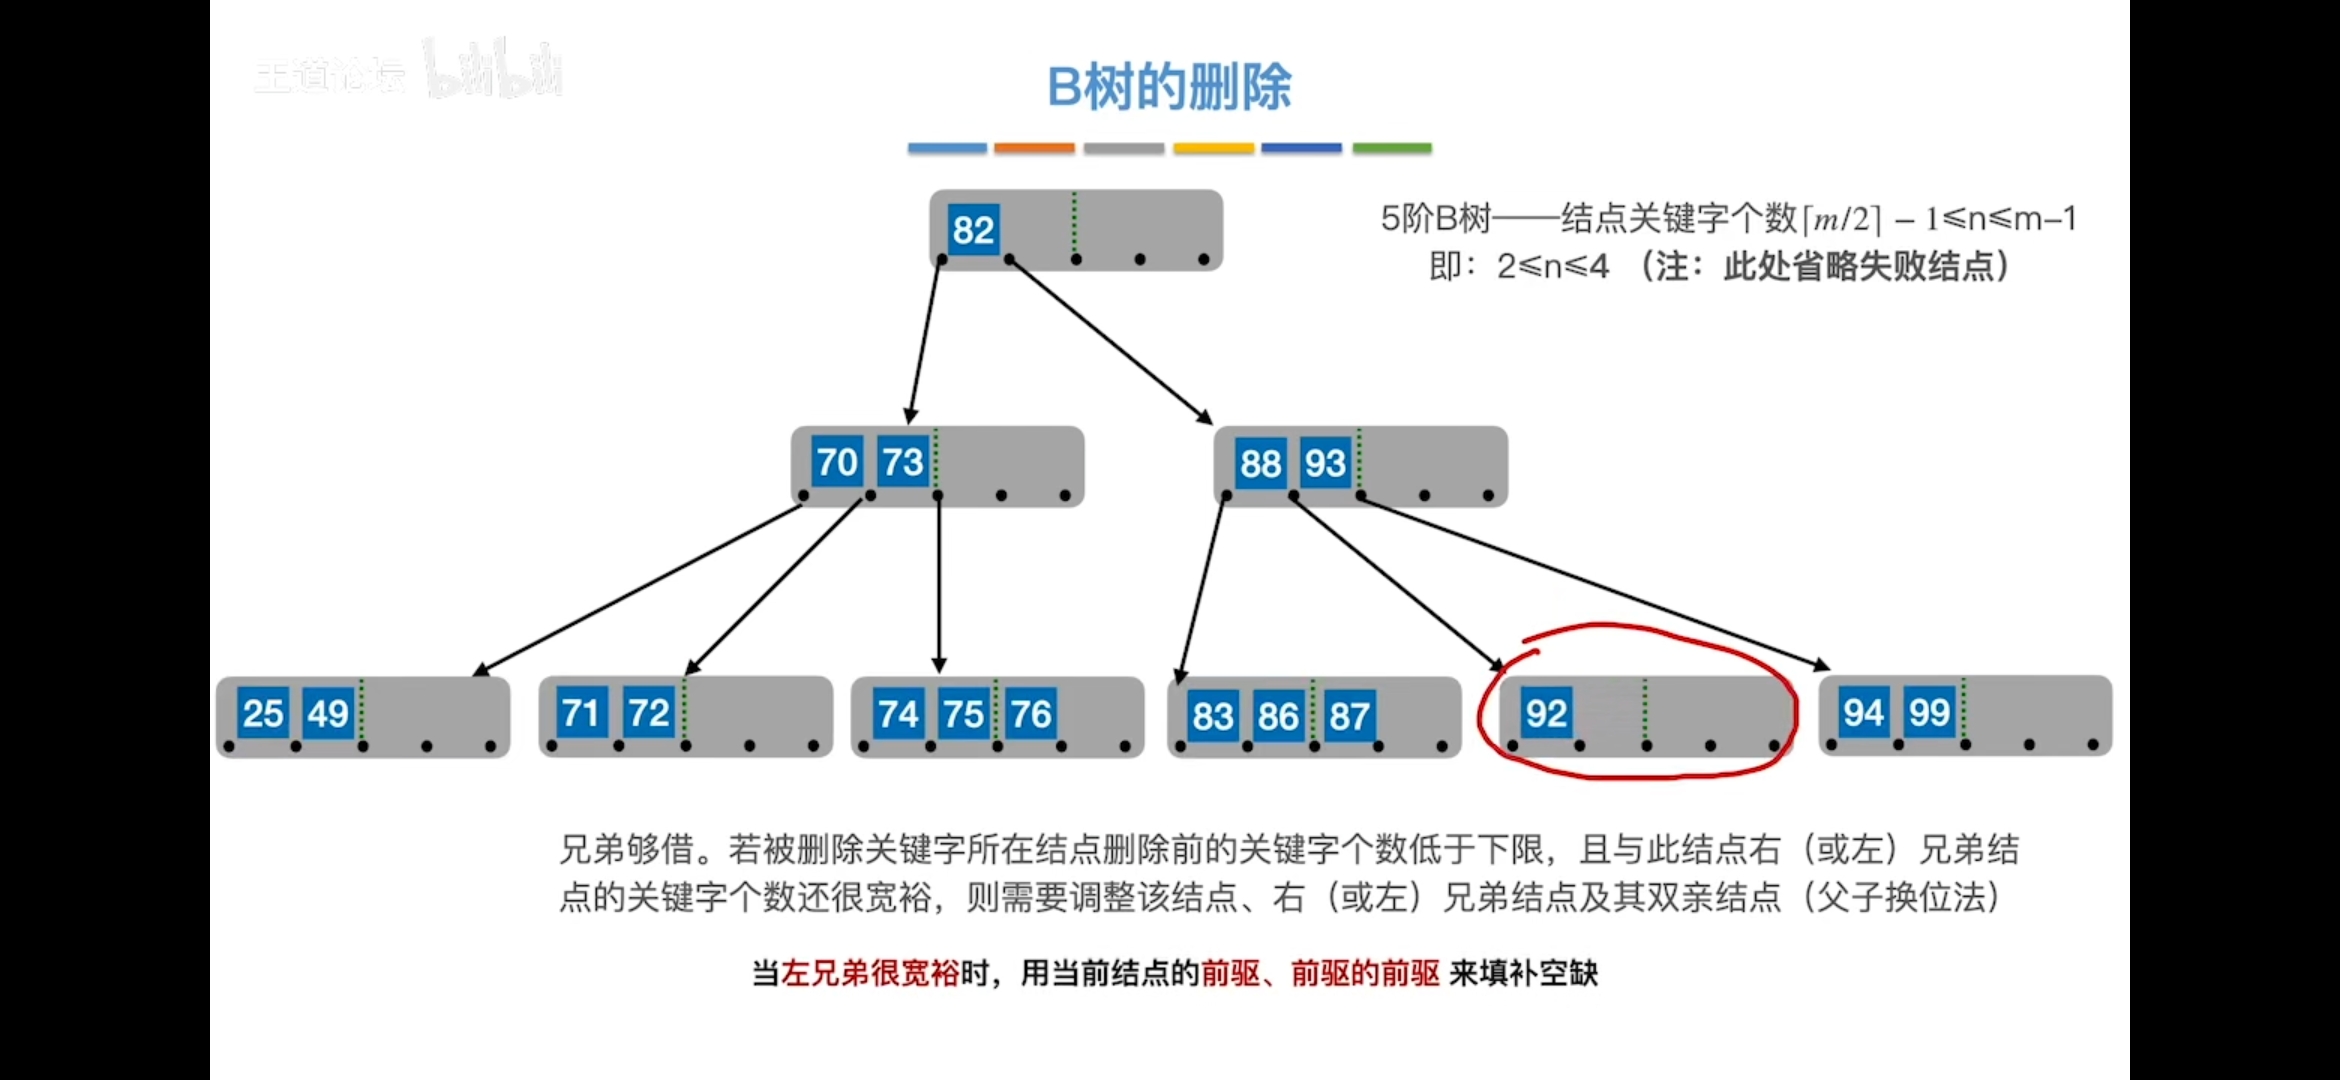 王道论坛 bilibili
B树的删除
82
5阶B树——结点关键字个数⌈m/2⌉ – 1≤n≤m–1
即：2≤n≤4 （注：此处省略失败结点）
70 73
88 93
25 49
71 72
74 75 76
83 86 87
92
94 99
兄弟够借。若被删除关键字所在结点删除前的关键字个数低于下限，且与此结点右（或左）兄弟结
点的关键字个数还很宽裕，则需要调整该结点、右（或左）兄弟结点及其双亲结点（父子换位法）
当左兄弟很宽裕时，用当前结点的前驱、前驱的前驱 来填补空缺